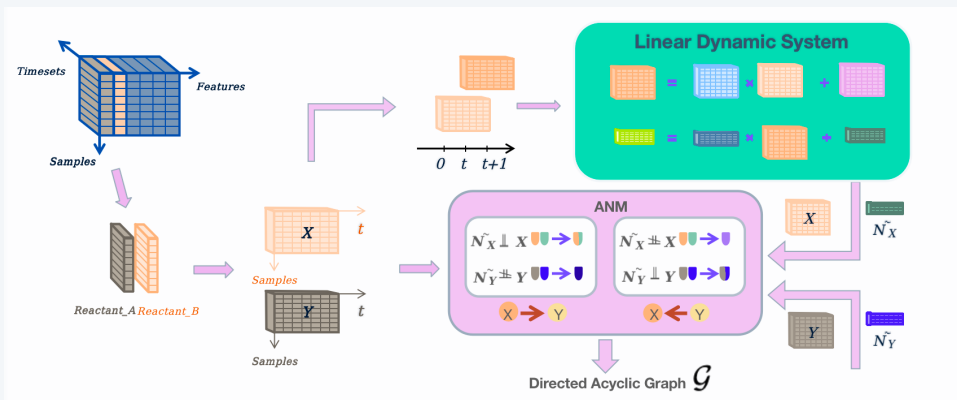 Linear Dynamic System
Timesets
Features
= × +
Samples
= × +
0 t t+1
ANM
X
t
X
Ñ_X
Ñ_X ⫫ X
Ñ_X ⫫̸ X
Samples
Ñ_Y ⫫̸ Y
Ñ_Y ⫫ Y
Reactant_A Reactant_B
Y
t
X Y
X Y
Y
Ñ_Y
Samples
Directed Acyclic Graph 𝒢